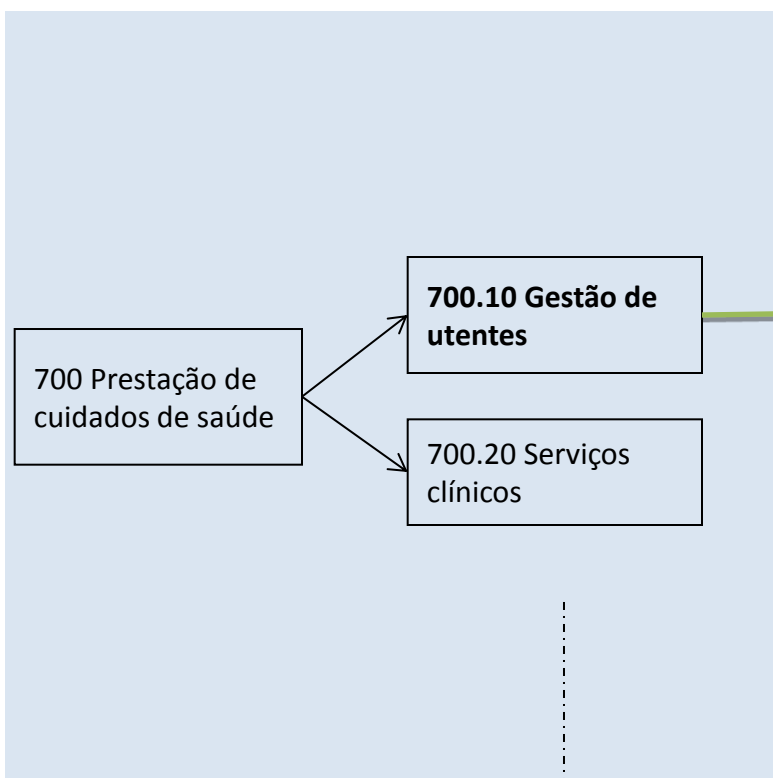 700.10 Gestão de
utentes
700 Prestação de
cuidados de saúde
700.20 Serviços
clínicos